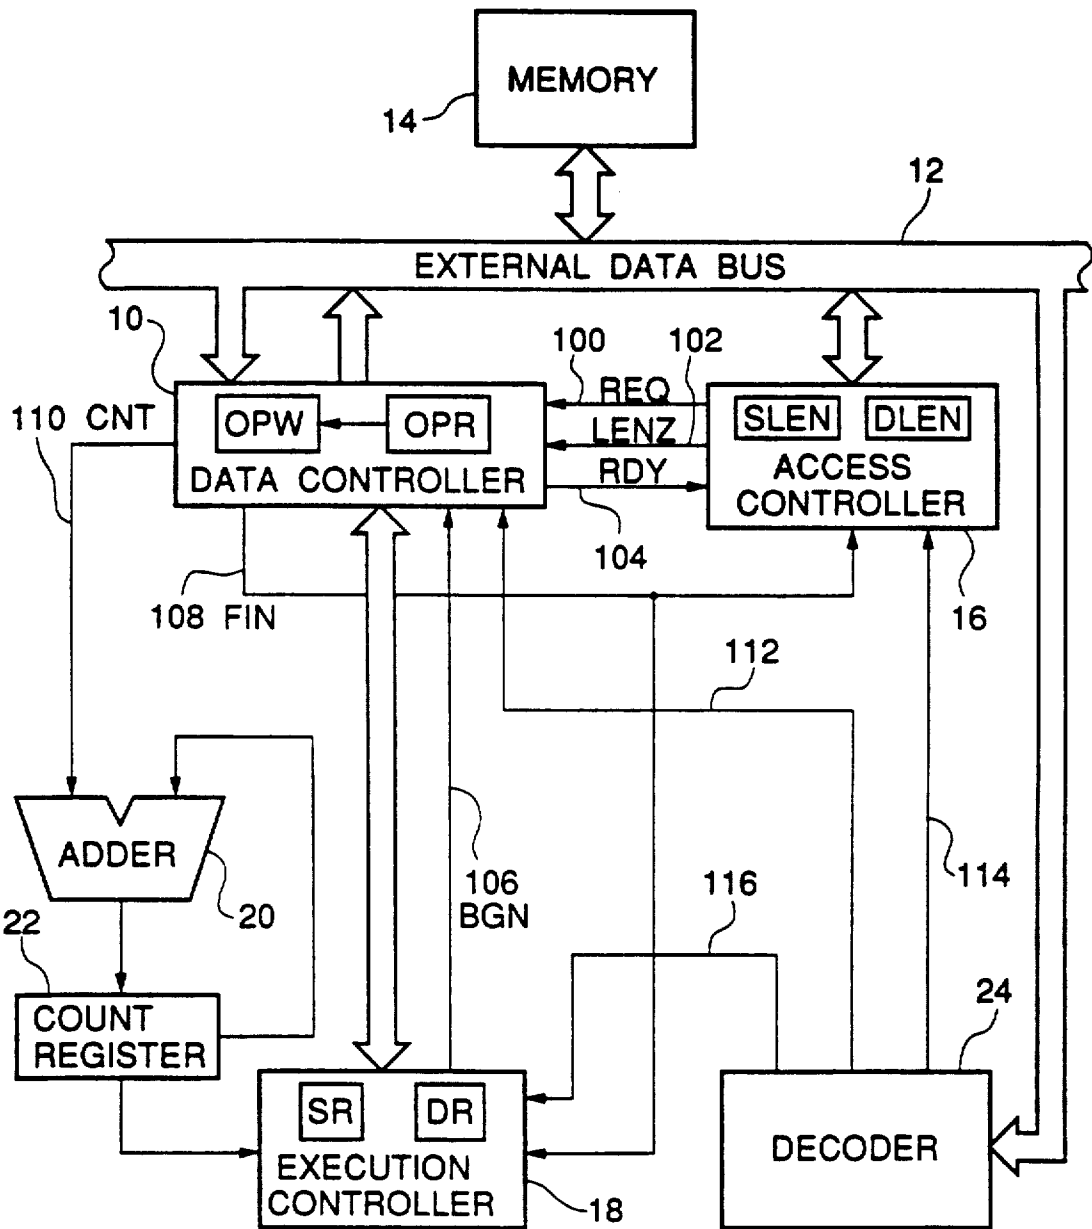 MEMORY
14
12
EXTERNAL DATA BUS
10
100
102
REQ
110 CNT
OPW
OPR
LENZ
SLEN
DLEN
DATA CONTROLLER
RDY
ACCESS
CONTROLLER
104
108 FIN
16
112
ADDER
20
106
BGN
116
114
22
COUNT
REGISTER
24
SR
DR
EXECUTION
CONTROLLER
18
DECODER